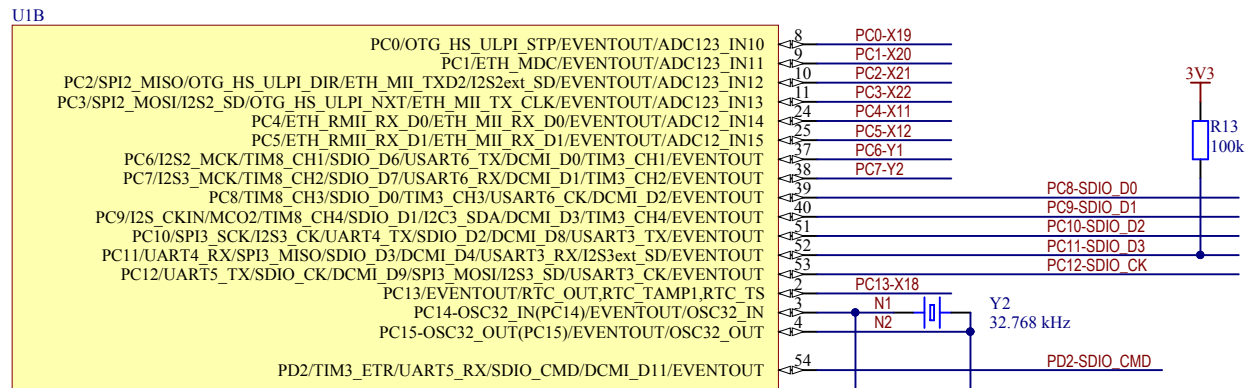 U1B
PC0/OTG_HS_ULPI_STP/EVENTOUT/ADC123_IN10 8 PC0-X19
PC1/ETH_MDC/EVENTOUT/ADC123_IN11 9 PC1-X20
PC2/SPI2_MISO/OTG_HS_ULPI_DIR/ETH_MII_TXD2/I2S2ext_SD/EVENTOUT/ADC123_IN12 10 PC2-X21
3V3
PC3/SPI2_MOSI/I2S2_SD/OTG_HS_ULPI_NXT/ETH_MII_TX_CLK/EVENTOUT/ADC123_IN13 11 PC3-X22
PC4/ETH_RMII_RX_D0/ETH_MII_RX_D0/EVENTOUT/ADC12_IN14 24 PC4-X11
R13
PC5/ETH_RMII_RX_D1/ETH_MII_RX_D1/EVENTOUT/ADC12_IN15 25 PC5-X12
100k
PC6/I2S2_MCK/TIM8_CH1/SDIO_D6/USART6_TX/DCMI_D0/TIM3_CH1/EVENTOUT 37 PC6-Y1
PC7/I2S3_MCK/TIM8_CH2/SDIO_D7/USART6_RX/DCMI_D1/TIM3_CH2/EVENTOUT 38 PC7-Y2
PC8/TIM8_CH3/SDIO_D0/TIM3_CH3/USART6_CK/DCMI_D2/EVENTOUT 39 PC8-SDIO_D0
PC9/I2S_CKIN/MCO2/TIM8_CH4/SDIO_D1/I2C3_SDA/DCMI_D3/TIM3_CH4/EVENTOUT 40 PC9-SDIO_D1
PC10/SPI3_SCK/I2S3_CK/UART4_TX/SDIO_D2/DCMI_D8/USART3_TX/EVENTOUT 51 PC10-SDIO_D2
PC11/UART4_RX/SPI3_MISO/SDIO_D3/DCMI_D4/USART3_RX/I2S3ext_SD/EVENTOUT 52 PC11-SDIO_D3
PC12/UART5_TX/SDIO_CK/DCMI_D9/SPI3_MOSI/I2S3_SD/USART3_CK/EVENTOUT 53 PC12-SDIO_CK
PC13/EVENTOUT/RTC_OUT,RTC_TAMP1,RTC_TS 2 PC13-X18
PC14-OSC32_IN(PC14)/EVENTOUT/OSC32_IN 3 N1 Y2
PC15-OSC32_OUT(PC15)/EVENTOUT/OSC32_OUT 4 N2 32.768 kHz
PD2/TIM3_ETR/UART5_RX/SDIO_CMD/DCMI_D11/EVENTOUT 54 PD2-SDIO_CMD